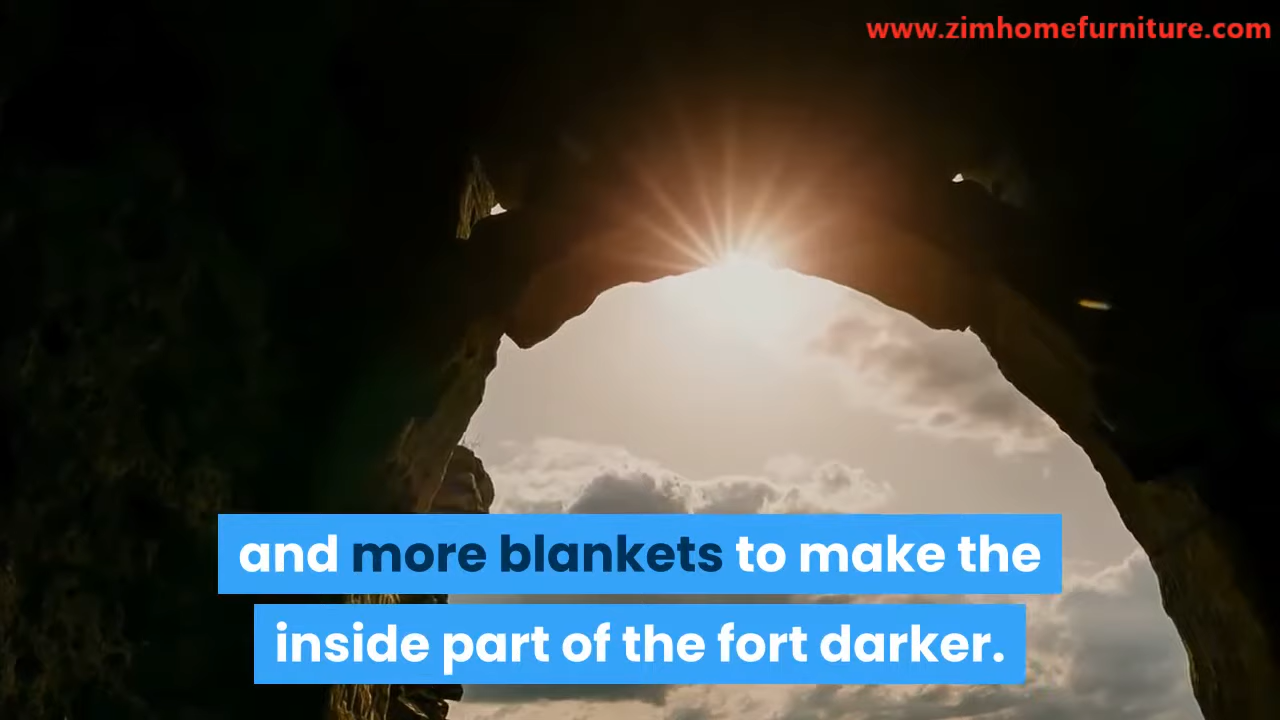 www.zimhomefurniture.com
and more blankets to make the
inside part of the fort darker.